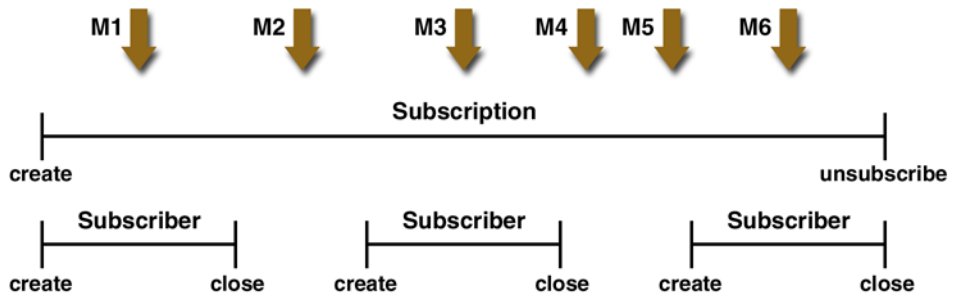 M1 M2 M3 M4 M5 M6
Subscription
create unsubscribe
Subscriber Subscriber Subscriber
create close create close create close